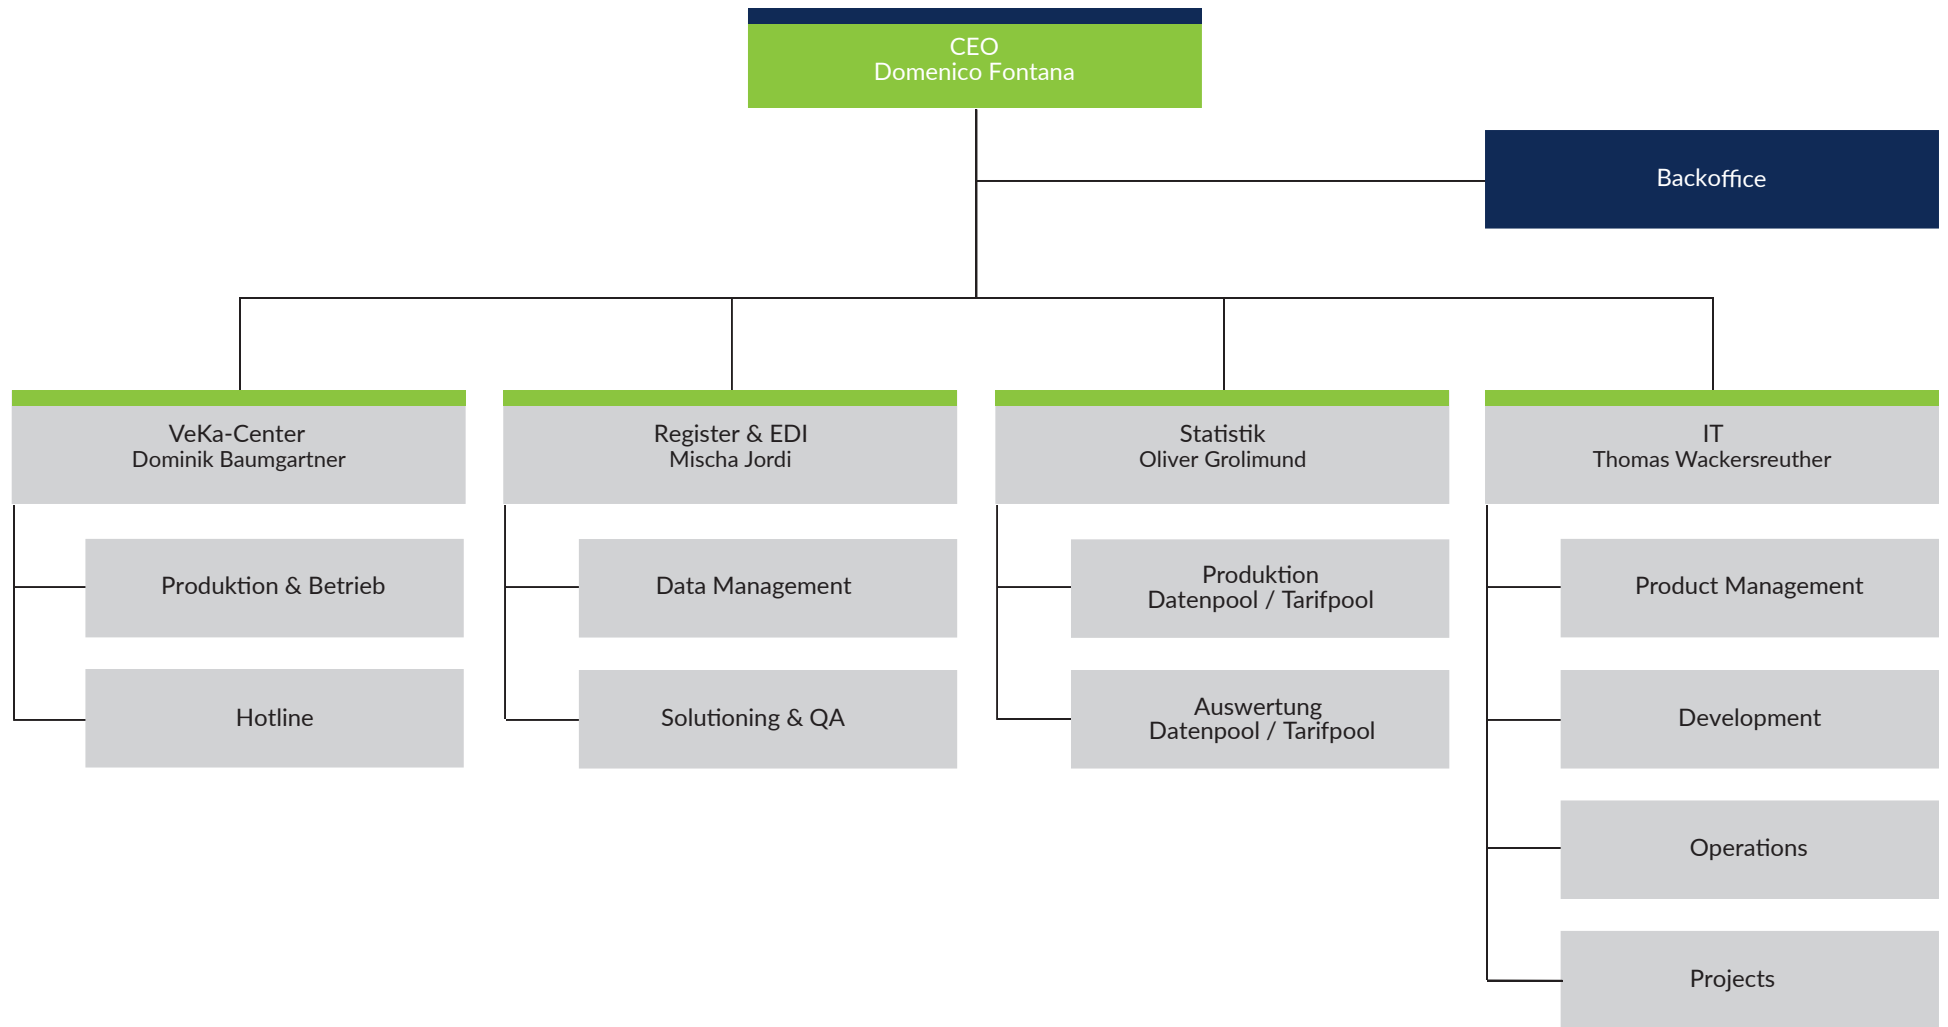 CEO
Domenico Fontana
Backoffice
VeKa-Center
Dominik Baumgartner
Register & EDI
Mischa Jordi
Statistik
Oliver Grolimund
IT
Thomas Wackersreuther
Produktion & Betrieb
Data Management
Produktion
Datenpool / Tarifpool
Product Management
Hotline
Solutioning & QA
Auswertung
Datenpool / Tarifpool
Development
Operations
Projects